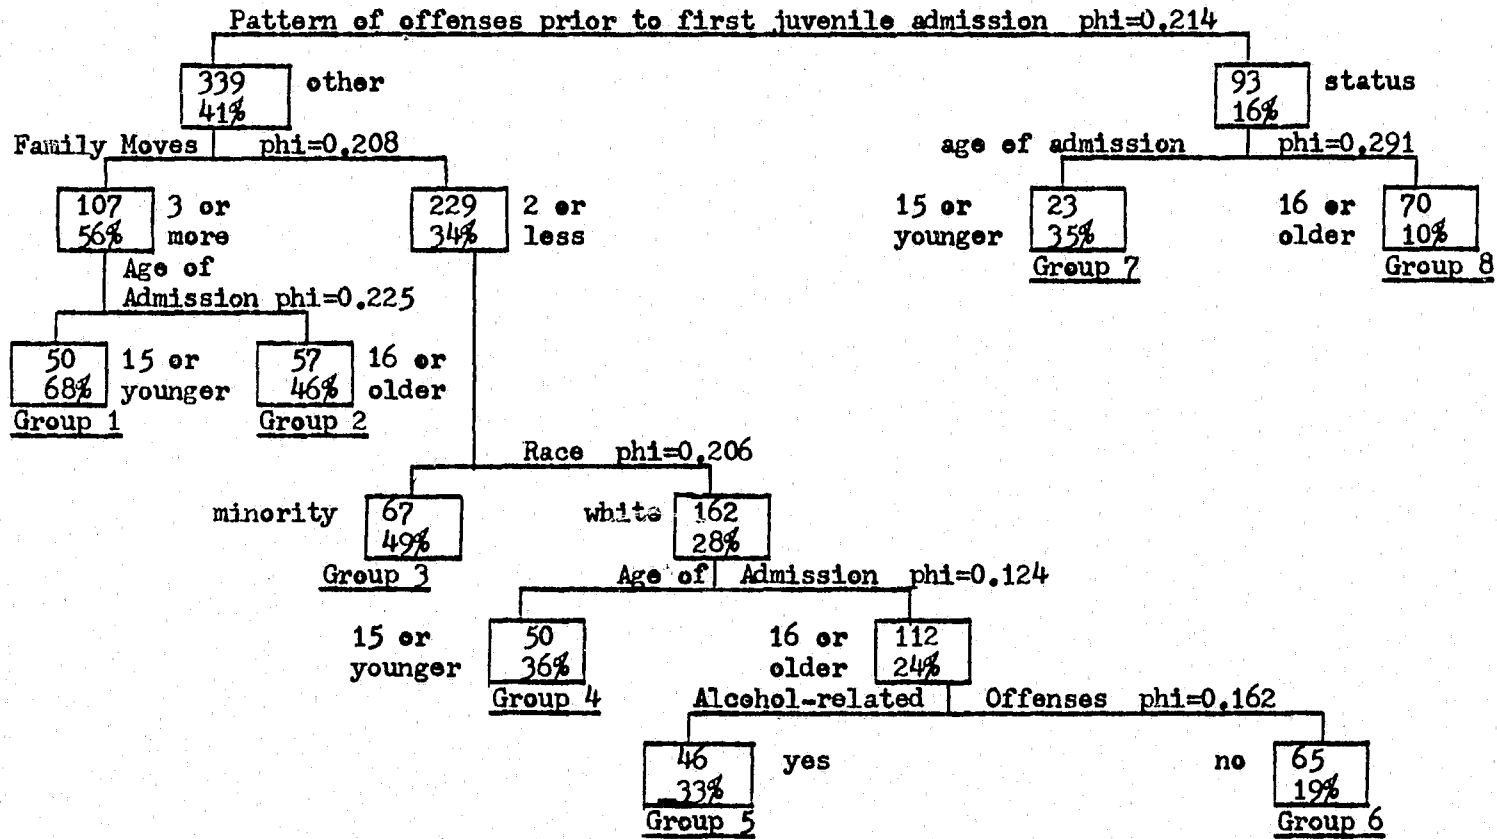 Pattern of offenses prior to first juvenile admission phi=0.214
339 other 93 status
41% 16%
Family Moves phi=0.208 age of admission phi=0.291
107 3 or 229 2 or 15 or 23 16 or 70
56% more 34% less younger 35% older 10%
Group 7 Group 8
Age of
Admission phi=0.225
50 15 or 57 16 or
68% younger 46% older
Group 1 Group 2
Race phi=0.206
minority 67 white 162
49% 28%
Group 3 Age of Admission phi=0.124
15 or 50 16 or 112
younger 36% older 24%
Group 4 Alcohol-related Offenses phi=0.162
46 yes no 65
33% 19%
Group 5 Group 6